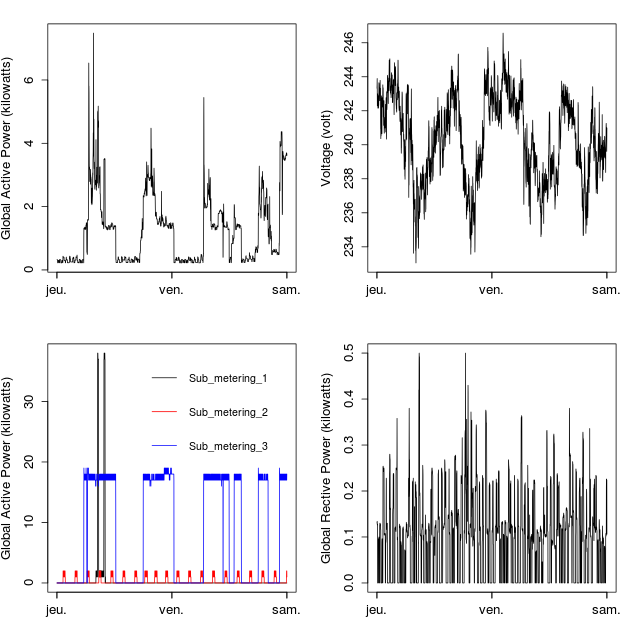 Global Active Power (kilowatts)
0 2 4 6
jeu. ven. sam.
Voltage (volt)
234 236 238 240 242 244 246
jeu. ven. sam.
Global Active Power (kilowatts)
0 10 20 30
Sub_metering_1
Sub_metering_2
Sub_metering_3
jeu. ven. sam.
Global Rective Power (kilowatts)
0.0 0.1 0.2 0.3 0.4 0.5
jeu. ven. sam.